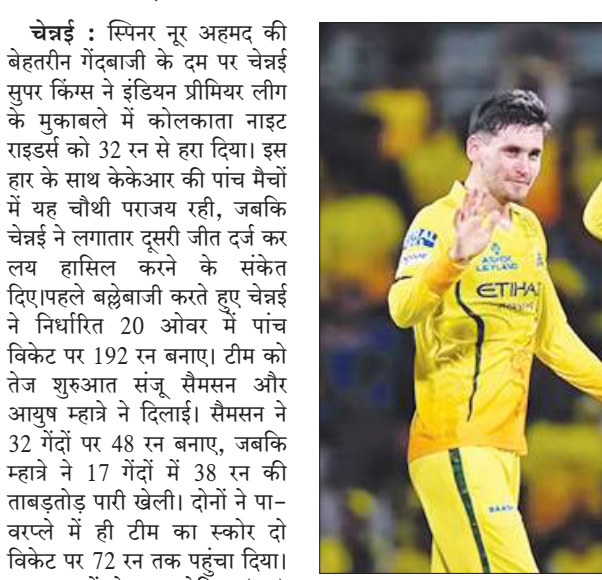 चेन्नई : स्पिनर नूर अहमद की
बेहतरीन गेंदबाजी के दम पर चेन्नई
सुपर किंग्स ने इंडियन प्रीमियर लीग
के मुकाबले में कोलकाता नाइट
राइडर्स को 32 रन से हरा दिया। इस
हार के साथ केकेआर की पांच मैचों
में यह चौथी पराजय रही, जबकि
चेन्नई ने लगातार दूसरी जीत दर्ज कर
लय हासिल करने के संकेत
दिए।पहले बल्लेबाजी करते हुए चेन्नई
ने निर्धारित 20 ओवर में पांच
विकेट पर 192 रन बनाए। टीम को
तेज शुरुआत संजू सैमसन और
आयुष म्हात्रे ने दिलाई। सैमसन ने
32 गेंदों पर 48 रन बनाए, जबकि
म्हात्रे ने 17 गेंदों में 38 रन की
ताबड़तोड़ पारी खेली। दोनों ने पा-
वरप्ले में ही टीम का स्कोर दो
विकेट पर 72 रन तक पहुंचा दिया।
ASHOK
LEYLAND
ETIHA